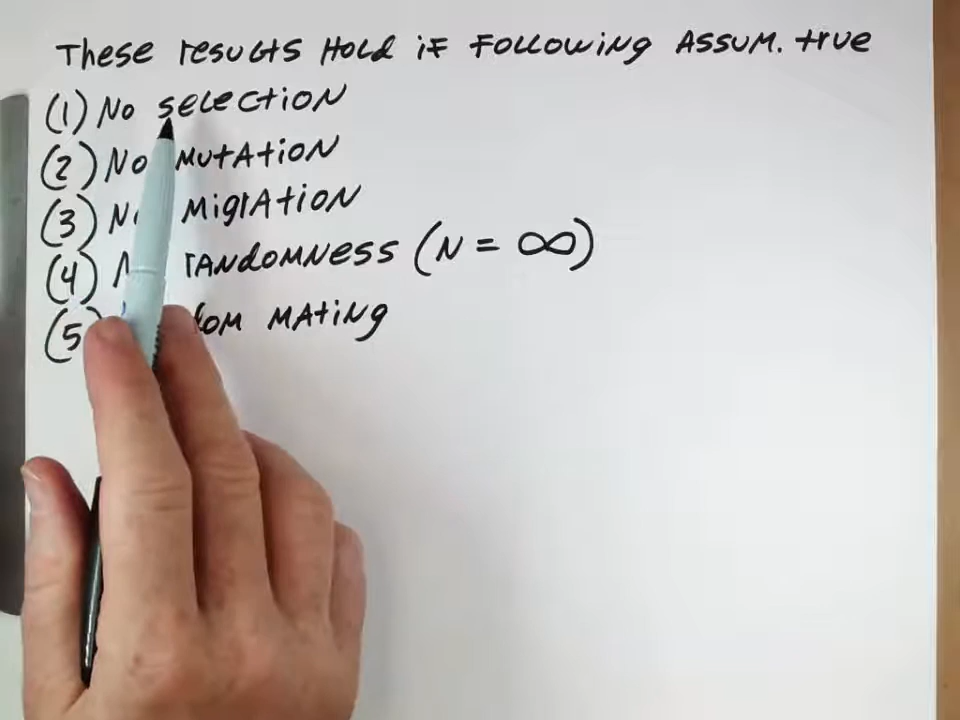 These results Hold if Following Assum. true
(1) No selection
(2) No Mutation
(3) No Migration
(4) randomness (N = ∞)
(5) mating